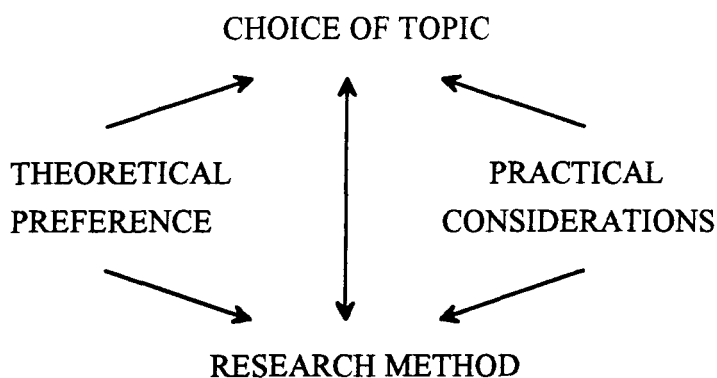 CHOICE OF TOPIC
THEORETICAL
PREFERENCE
PRACTICAL
CONSIDERATIONS
RESEARCH METHOD